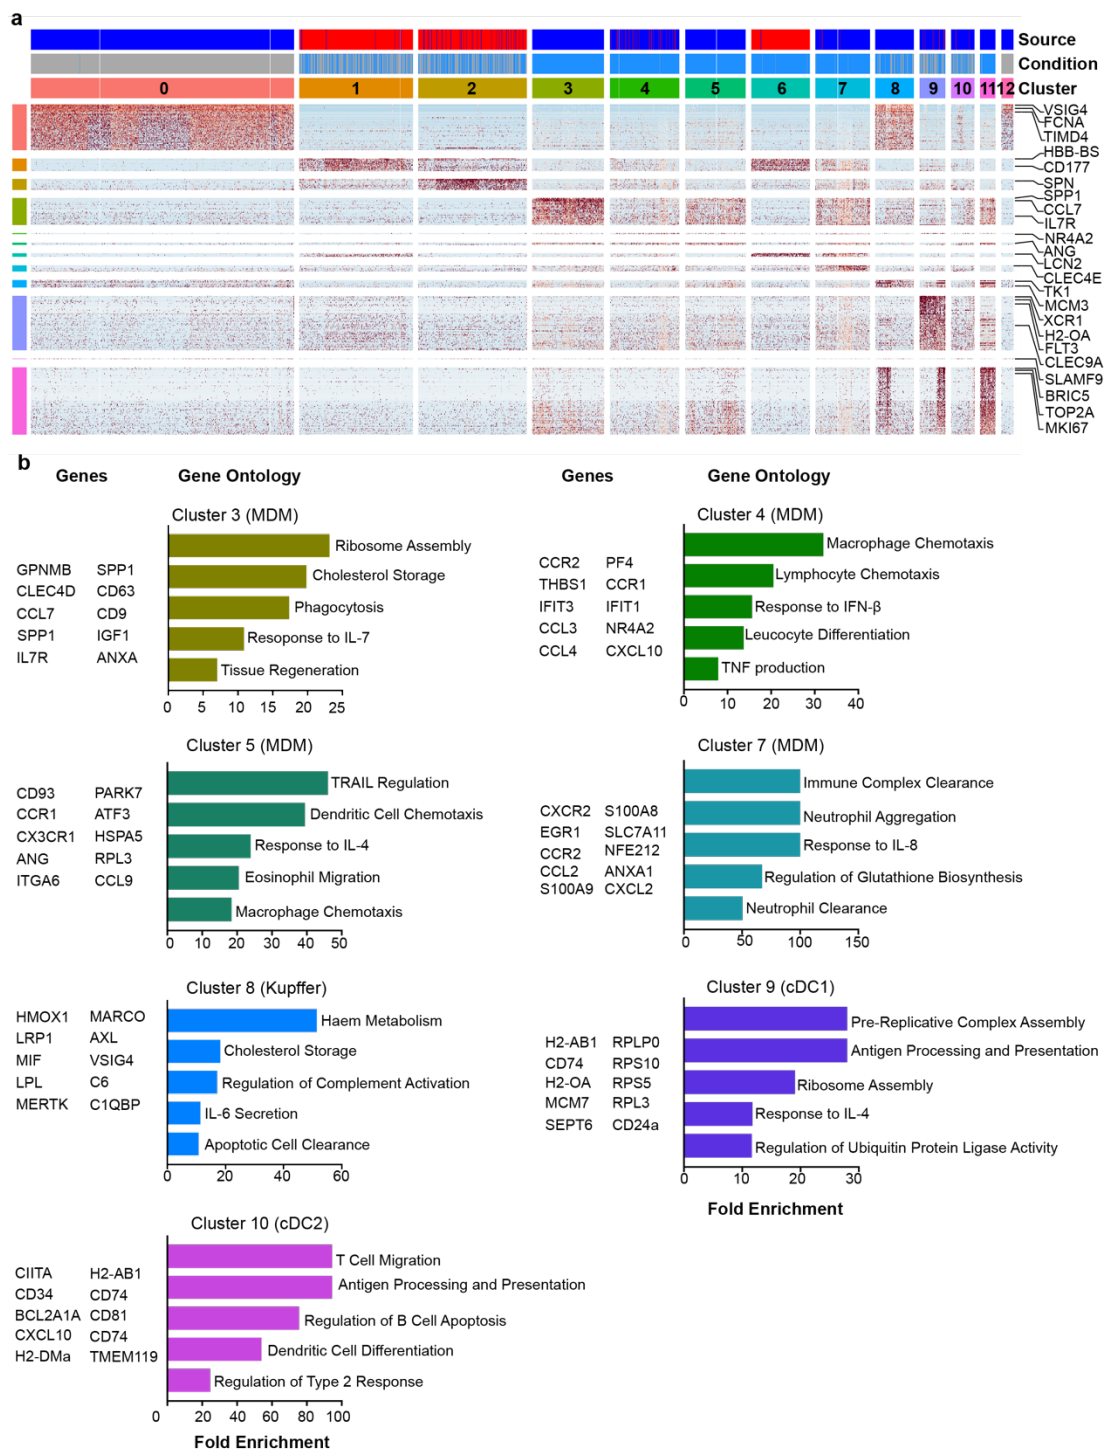 a
Source
Condition
0 1 2 3 4 5 6 7 8 9 10 11 12 Cluster
VSIG4
FCNA
TIMD4
HBB-BS
CD177
SPN
SPP1
CCL7
IL7R
NR4A2
ANG
LCN2
CLEC4E
TK1
MCM3
XCR1
H2-OA
FLT3
CLEC9A
SLAMF9
BRIC5
TOP2A
MKI67
b
Genes Gene Ontology
Genes Gene Ontology
Cluster 3 (MDM)
GPNMB SPP1
CLEC4D CD63
CCL7 CD9
SPP1 IGF1
IL7R ANXA
Ribosome Assembly
Cholesterol Storage
Phagocytosis
Resoponse to IL-7
Tissue Regeneration
0 5 10 15 20 25
Cluster 4 (MDM)
CCR2 PF4
THBS1 CCR1
IFIT3 IFIT1
CCL3 NR4A2
CCL4 CXCL10
Macrophage Chemotaxis
Lymphocyte Chemotaxis
Response to IFN-β
Leucocyte Differentiation
TNF production
0 10 20 30 40
Cluster 5 (MDM)
CD93 PARK7
CCR1 ATF3
CX3CR1 HSPA5
ANG RPL3
ITGA6 CCL9
TRAIL Regulation
Dendritic Cell Chemotaxis
Response to IL-4
Eosinophil Migration
Macrophage Chemotaxis
0 10 20 30 40 50
Cluster 7 (MDM)
CXCR2 S100A8
EGR1 SLC7A11
CCR2 NFE212
CCL2 ANXA1
S100A9 CXCL2
Immune Complex Clearance
Neutrophil Aggregation
Response to IL-8
Regulation of Glutathione Biosynthesis
Neutrophil Clearance
0 50 100 150
Cluster 8 (Kupffer)
HMOX1 MARCO
LRP1 AXL
MIF VSIG4
LPL C6
MERTK C1QBP
Haem Metabolism
Cholesterol Storage
Regulation of Complement Activation
IL-6 Secretion
Apoptotic Cell Clearance
0 20 40 60
Cluster 9 (cDC1)
H2-AB1 RPLP0
CD74 RPS10
H2-OA RPS5
MCM7 RPL3
SEPT6 CD24a
Pre-Replicative Complex Assembly
Antigen Processing and Presentation
Ribosome Assembly
Response to IL-4
Regulation of Ubiquitin Protein Ligase Activity
0 10 20 30
Fold Enrichment
Cluster 10 (cDC2)
CIITA H2-AB1
CD34 CD74
BCL2A1A CD81
CXCL10 CD74
H2-DMa TMEM119
T Cell Migration
Antigen Processing and Presentation
Regulation of B Cell Apoptosis
Dendritic Cell Differentiation
Regulation of Type 2 Response
0 20 40 60 80 100
Fold Enrichment